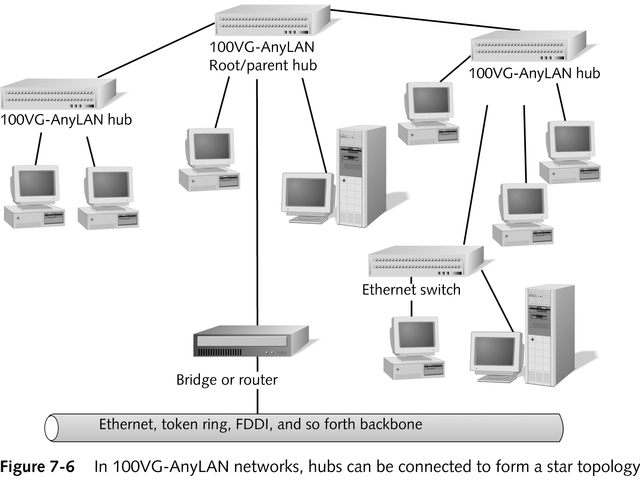 100VG-AnyLAN
Root/parent hub
100VG-AnyLAN hub
100VG-AnyLAN hub
Ethernet switch
Bridge or router
Ethernet, token ring, FDDI, and so forth backbone
Figure 7-6 In 100VG-AnyLAN networks, hubs can be connected to form a star topology